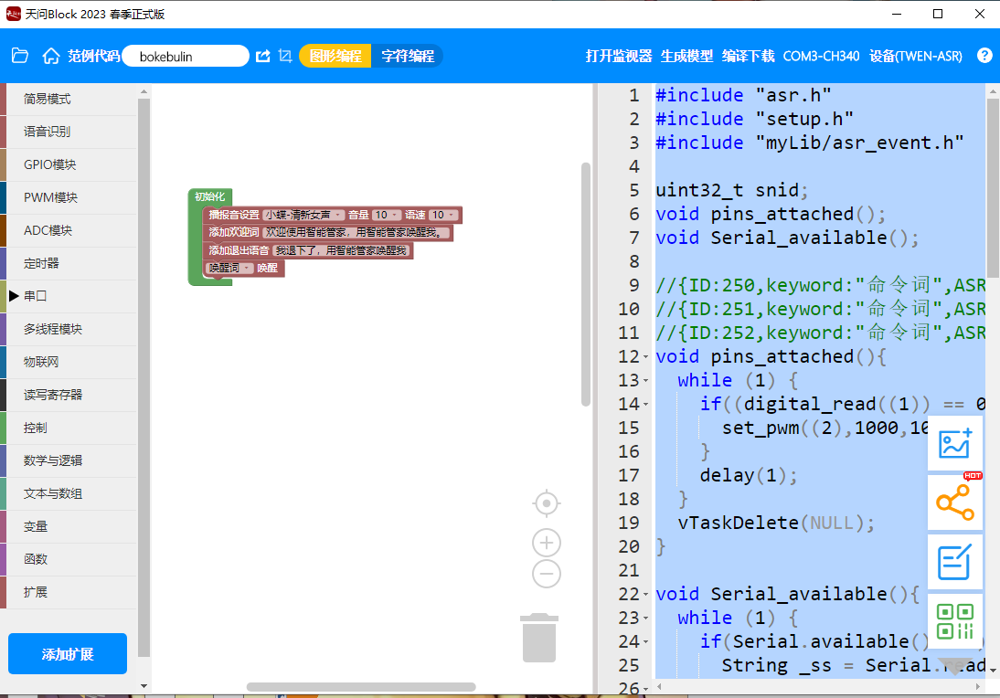 天问Block 2023 春季正式版
范例代码 bokebulin 图形编程 字符编程 打开监视器 生成模型 编译下载 COM3-CH340 设备(TWEN-ASR) ?
简易模式
语音识别
GPIO模块
PWM模块
ADC模块
定时器
串口
多线程模块
物联网
读写寄存器
控制
数学与逻辑
文本与数组
变量
函数
扩展
添加扩展
初始化
播报音设置 小蝶-清新女声 音量 10 语速 10
添加欢迎词 欢迎使用智能管家，用智能管家唤醒我。
添加退出语音 我退下了，用智能管家唤醒我
唤醒词 唤醒
1 #include "asr.h"
2 #include "setup.h"
3 #include "myLib/asr_event.h"
4
5 uint32_t snid;
6 void pins_attached();
7 void Serial_available();
8
9 //{ID:250,keyword:"命令词",ASR
10 //{ID:251,keyword:"命令词",ASR
11 //{ID:252,keyword:"命令词",ASR
12 void pins_attached(){
13 while (1) {
14 if((digital_read((1)) == 0
15 set_pwm((2),1000,10
16 }
17 delay(1);
18 }
19 vTaskDelete(NULL);
20 }
21
22 void Serial_available(){
23 while (1) {
24 if(Serial.available()
25 String _ss = Serial.read
26
HOT